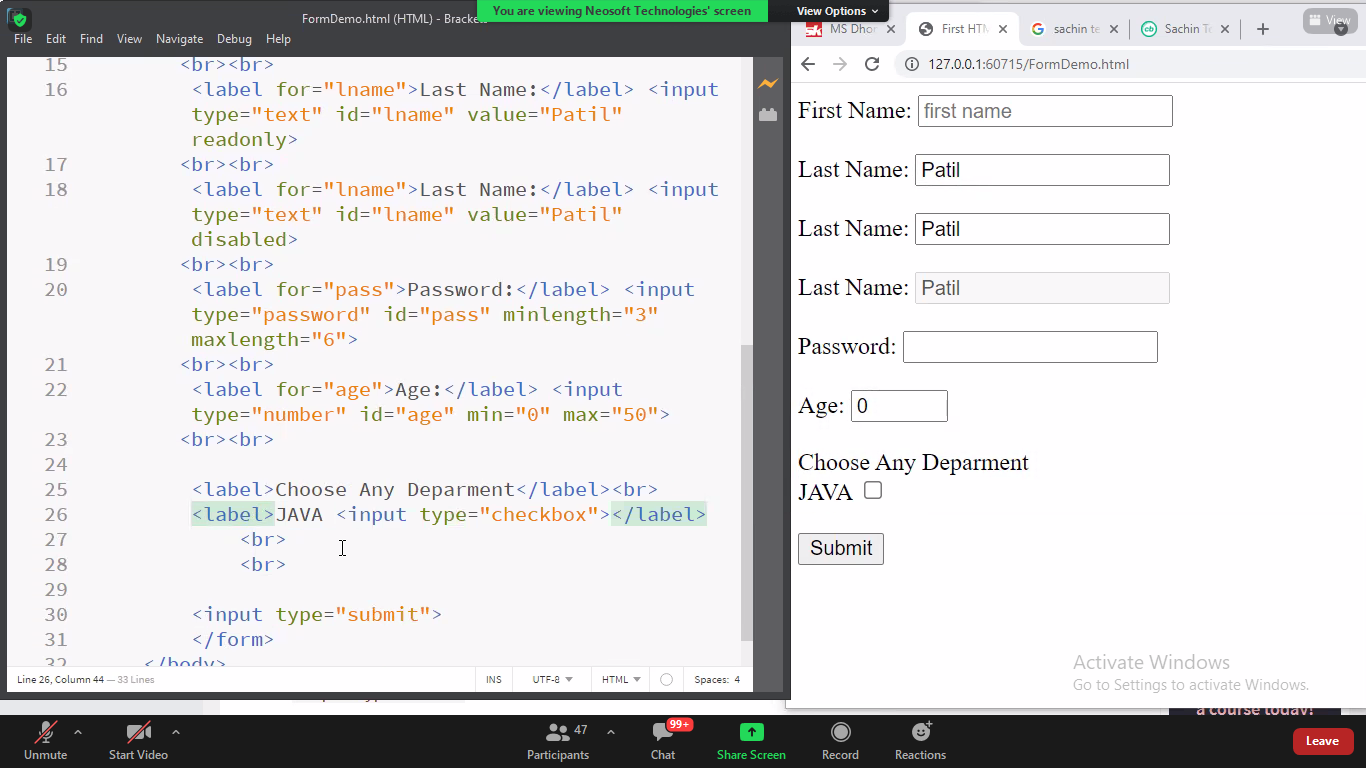 FormDemo.html (HTML) - Bracket
You are viewing Neosoft Technologies' screen
View Options
File Edit Find View Navigate Debug Help
15 <br><br>
16 <label for="lname">Last Name:</label> <input
type="text" id="lname" value="Patil"
readonly>
17 <br><br>
18 <label for="lname">Last Name:</label> <input
type="text" id="lname" value="Patil"
disabled>
19 <br><br>
20 <label for="pass">Password:</label> <input
type="password" id="pass" minlength="3"
maxlength="6">
21 <br><br>
22 <label for="age">Age:</label> <input
type="number" id="age" min="0" max="50">
23 <br><br>
24
25 <label>Choose Any Deparment</label><br>
26 <label>JAVA <input type="checkbox"></label>
27 <br>
28 <br>
29
30 <input type="submit">
31 </form>
32 </body>
Line 26, Column 44 — 33 Lines
INS UTF-8 HTML Spaces: 4
MS Dhor
First HTM
sachin te
Sachin To
View
127.0.0.1:60715/FormDemo.html
First Name: first name
Last Name: Patil
Last Name: Patil
Last Name: Patil
Password:
Age: 0
Choose Any Deparment
JAVA
Submit
Activate Windows
Go to Settings to activate Windows.
a course today!
Unmute
Start Video
47
Participants
99+
Chat
Share Screen
Record
Reactions
Leave